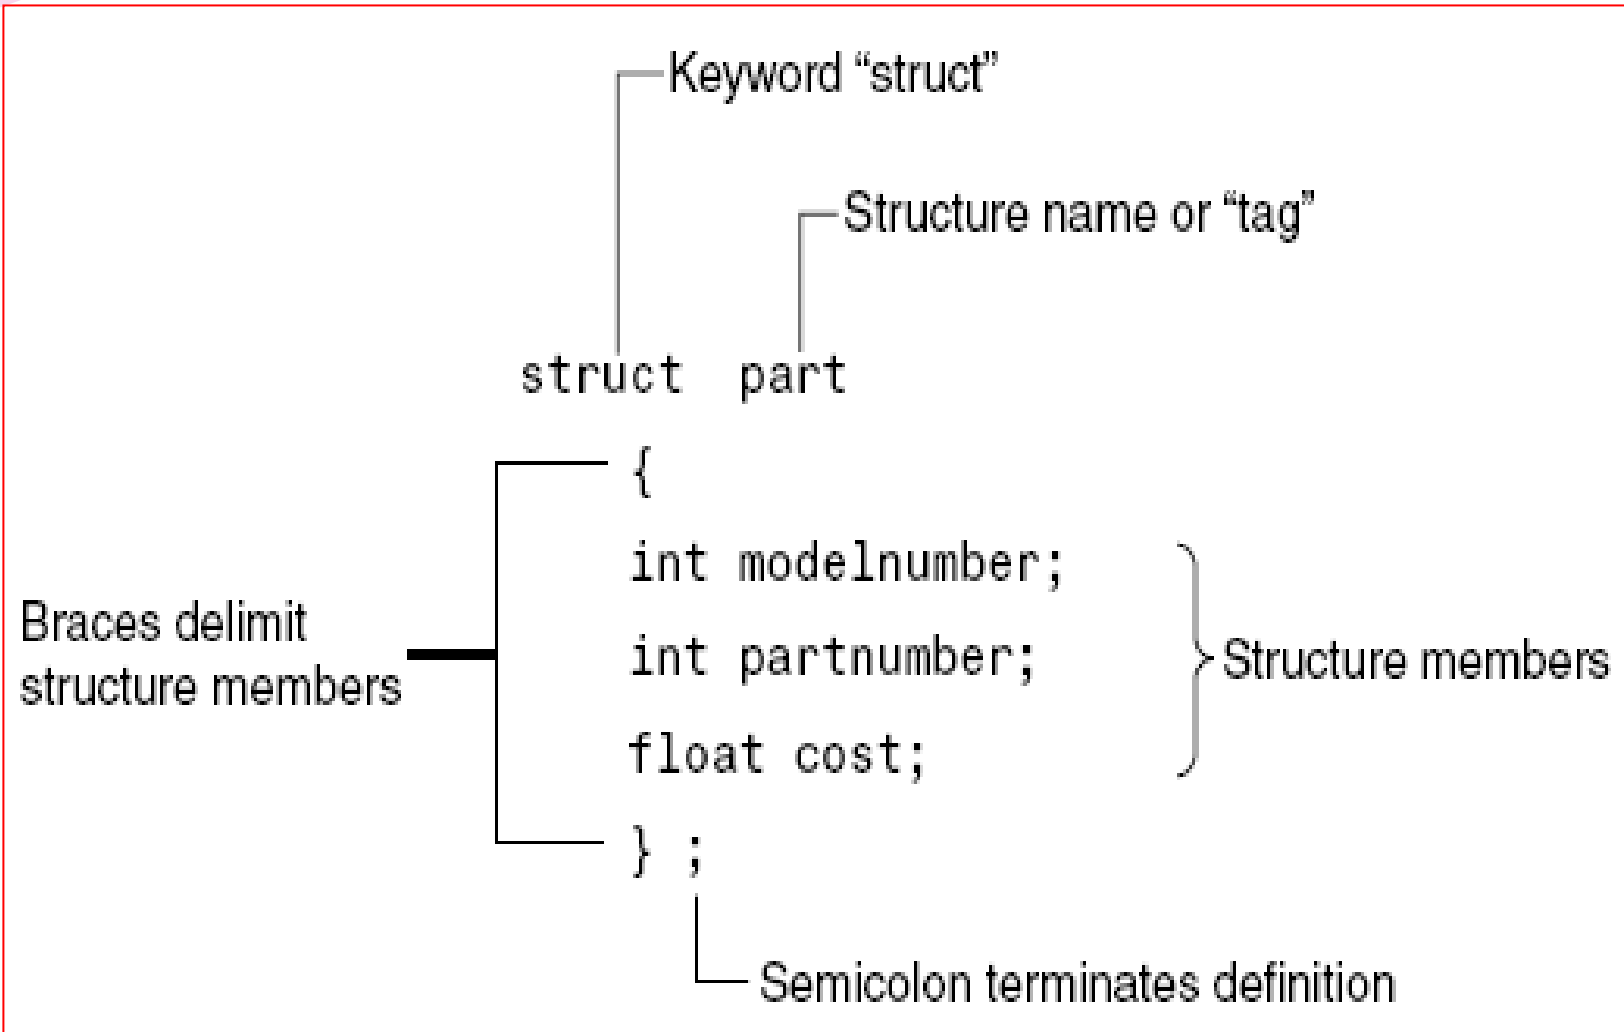 Keyword “struct”
Structure name or “tag”
struct part
{
int modelnumber;
int partnumber;
float cost;
} ;
Braces delimit
structure members
Structure members
Semicolon terminates definition